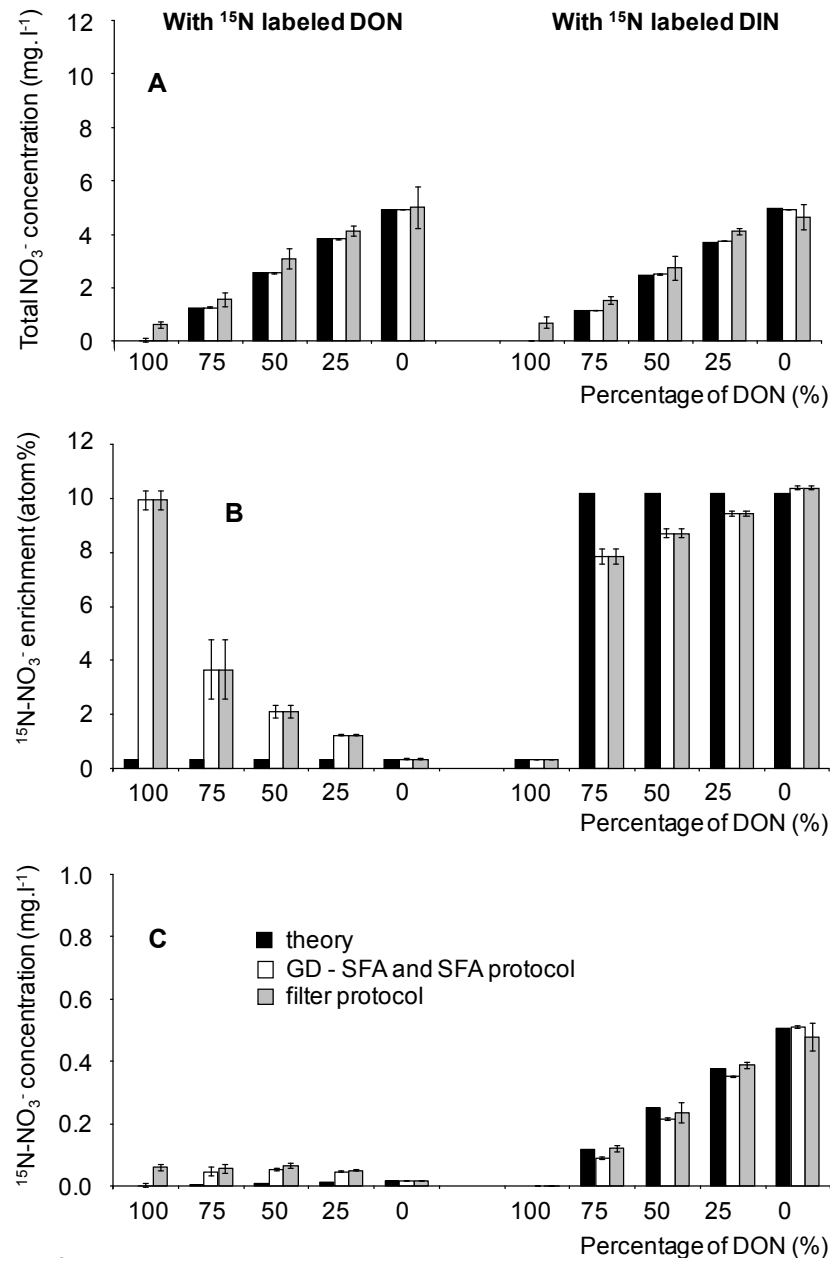 With ¹⁵N labeled DON
With ¹⁵N labeled DIN
Total NO₃⁻ concentration (mg.l⁻¹)
A
12
10
8
6
4
2
0
100 75 50 25 0 100 75 50 25 0
Percentage of DON (%)
¹⁵N-NO₃⁻ enrichment (atom%)
B
12
10
8
6
4
2
0
100 75 50 25 0 100 75 50 25 0
Percentage of DON (%)
¹⁵N-NO₃⁻ concentration (mg.l⁻¹)
C
1.0
0.8
0.6
0.4
0.2
0.0
theory
GD - SFA and SFA protocol
filter protocol
100 75 50 25 0 100 75 50 25 0
Percentage of DON (%)